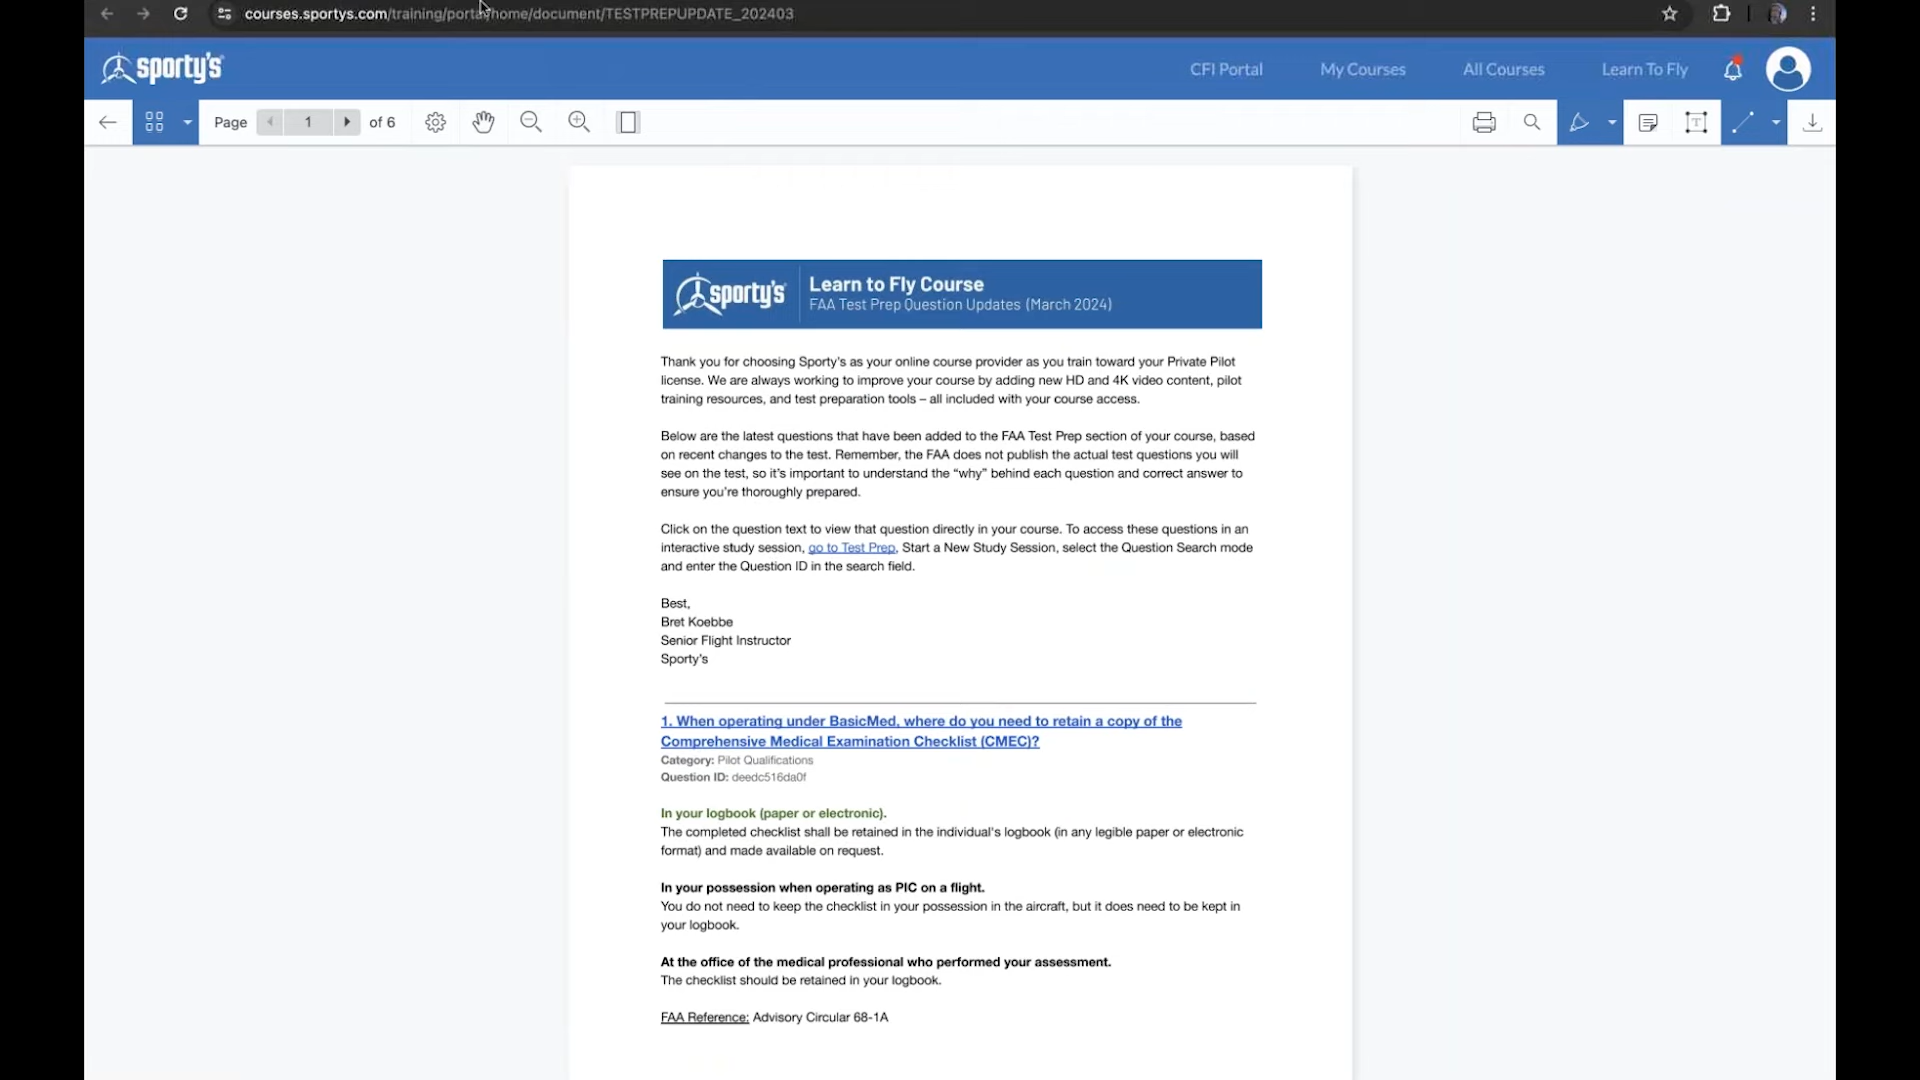 courses.sportys.com/training/portal/home/document/TESTPREPUPDATE_202403
sporty's
CFI Portal
My Courses
All Courses
Learn To Fly
Page
1
of 6
sporty's
Learn to Fly Course
FAA Test Prep Question Updates (March 2024)
Thank you for choosing Sporty's as your online course provider as you train toward your Private Pilot
license. We are always working to improve your course by adding new HD and 4K video content, pilot
training resources, and test preparation tools – all included with your course access.
Below are the latest questions that have been added to the FAA Test Prep section of your course, based
on recent changes to the test. Remember, the FAA does not publish the actual test questions you will
see on the test, so it's important to understand the "why" behind each question and correct answer to
ensure you're thoroughly prepared.
Click on the question text to view that question directly in your course. To access these questions in an
interactive study session, go to Test Prep, Start a New Study Session, select the Question Search mode
and enter the Question ID in the search field.
Best,
Bret Koebbe
Senior Flight Instructor
Sporty's
1. When operating under BasicMed, where do you need to retain a copy of the
Comprehensive Medical Examination Checklist (CMEC)?
Category: Pilot Qualifications
Question ID: deedc516da0f
In your logbook (paper or electronic).
The completed checklist shall be retained in the individual's logbook (in any legible paper or electronic
format) and made available on request.
In your possession when operating as PIC on a flight.
You do not need to keep the checklist in your possession in the aircraft, but it does need to be kept in
your logbook.
At the office of the medical professional who performed your assessment.
The checklist should be retained in your logbook.
FAA Reference: Advisory Circular 68-1A